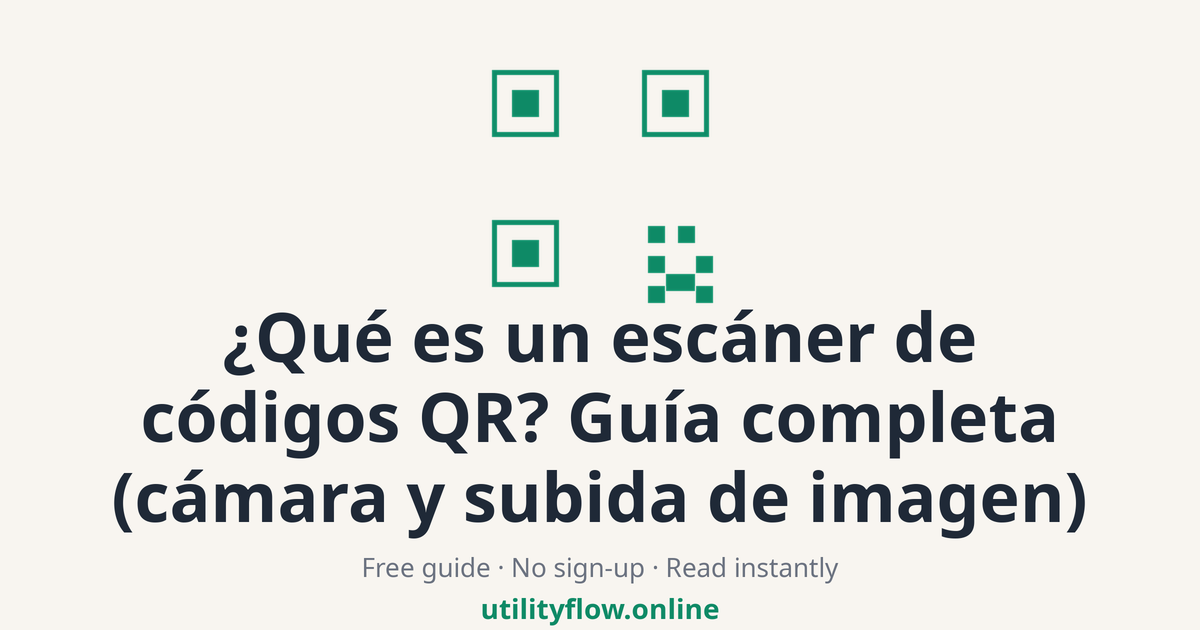 ¿Qué es un escáner de
códigos QR? Guía completa
(cámara y subida de imagen)
Free guide · No sign-up · Read instantly
utilityflow.online